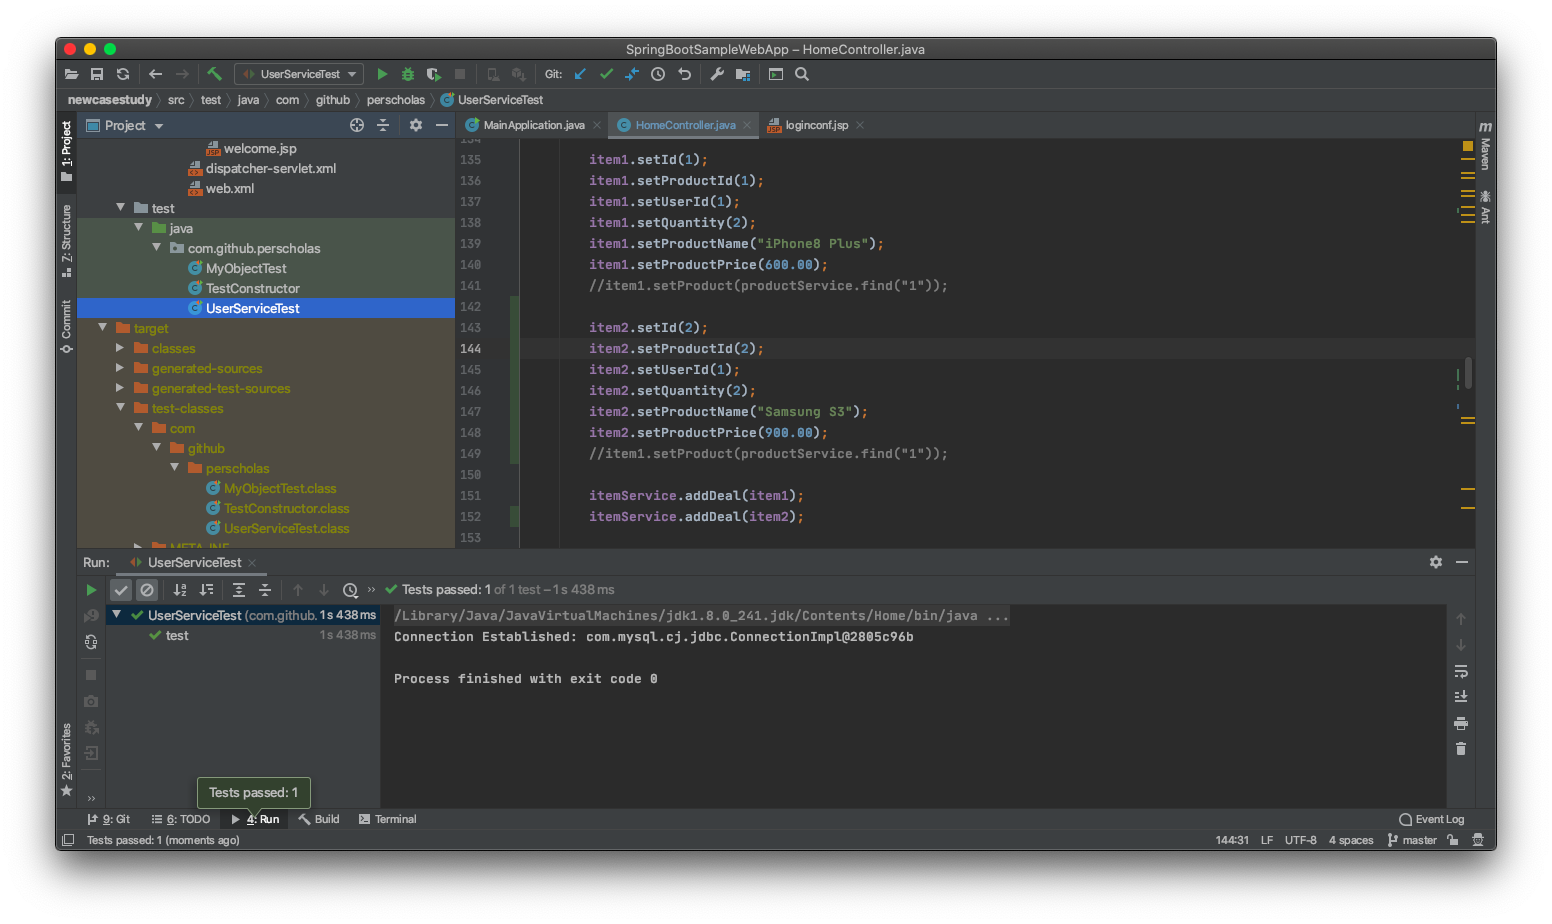 SpringBootSampleWebApp – HomeController.java
UserServiceTest
Git:
newcasestudy src test java com github perscholas UserServiceTest
1: Project
Z: Structure
Commit
2: Favorites
Project
welcome.jsp
dispatcher-servlet.xml
web.xml
test
java
com.github.perscholas
MyObjectTest
TestConstructor
UserServiceTest
target
classes
generated-sources
generated-test-sources
test-classes
com
github
perscholas
MyObjectTest.class
TestConstructor.class
UserServiceTest.class
META-INF
MainApplication.java HomeController.java loginconf.jsp
134
135 item1.setId(1);
136 item1.setProductId(1);
137 item1.setUserId(1);
138 item1.setQuantity(2);
139 item1.setProductName("iPhone8 Plus");
140 item1.setProductPrice(600.00);
141 //item1.setProduct(productService.find("1"));
142
143 item2.setId(2);
144 item2.setProductId(2);
145 item2.setUserId(1);
146 item2.setQuantity(2);
147 item2.setProductName("Samsung S3");
148 item2.setProductPrice(900.00);
149 //item1.setProduct(productService.find("1"));
150
151 itemService.addDeal(item1);
152 itemService.addDeal(item2);
153
m Maven
Ant
Run: UserServiceTest
Tests passed: 1 of 1 test – 1 s 438 ms
UserServiceTest (com.github. 1 s 438 ms
test 1 s 438 ms
/Library/Java/JavaVirtualMachines/jdk1.8.0_241.jdk/Contents/Home/bin/java ...
Connection Established: com.mysql.cj.jdbc.ConnectionImpl@2805c96b
Process finished with exit code 0
Tests passed: 1
9: Git 6: TODO 4: Run Build Terminal Event Log
Tests passed: 1 (moments ago) 144:31 LF UTF-8 4 spaces master